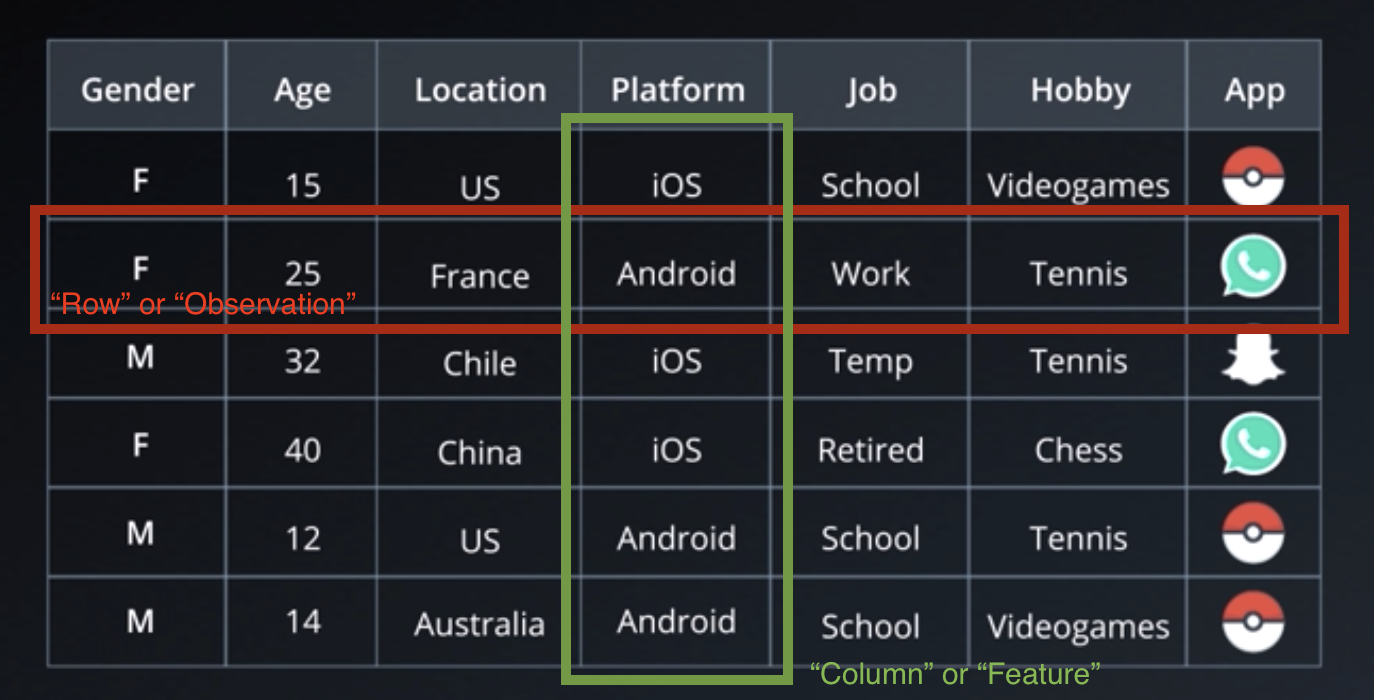 Gender Age Location Platform Job Hobby App
F 15 US iOS School Videogames
F 25 France Android Work Tennis
“Row” or “Observation”
M 32 Chile iOS Temp Tennis
F 40 China iOS Retired Chess
M 12 US Android School Tennis
M 14 Australia Android School Videogames
“Column” or “Feature”